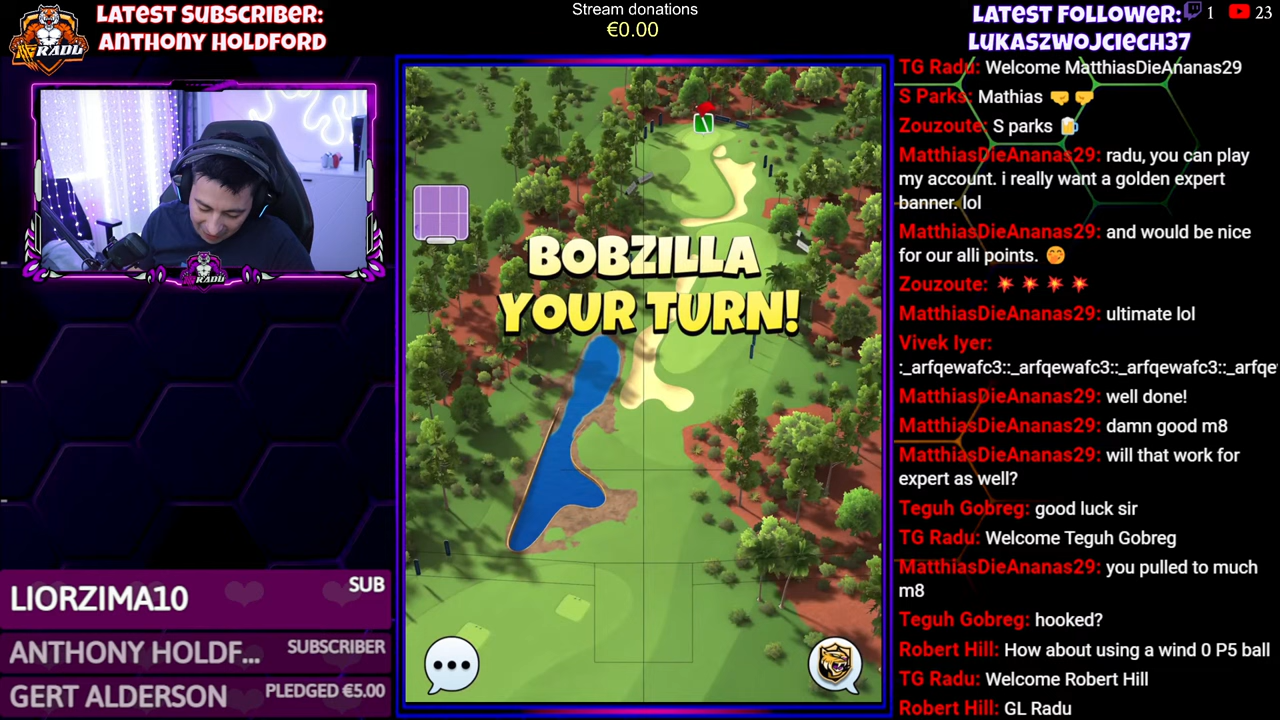 LATEST SUBSCRIBER:
ANTHONY HOLDFORD
RADU
Stream donations
€0.00
LATEST FOLLOWER:
1
23
LUKASZWOJCIECH37
RADU
BOBZILLA
YOUR TURN!
LIORZIMA10
SUB
ANTHONY HOLDF...
SUBSCRIBER
GERT ALDERSON
PLEDGED €5.00
TG Radu: Welcome MatthiasDieAnanas29
S Parks: Mathias 🤜 🤛
Zouzoute: S parks 🍺
MatthiasDieAnanas29: radu, you can play
my account. i really want a golden expert
banner. lol
MatthiasDieAnanas29: and would be nice
for our alli points. 🤭
Zouzoute: 💥 💥 💥 💥
MatthiasDieAnanas29: ultimate lol
Vivek Iyer:
:_arfqewafc3::_arfqewafc3::_arfqewafc3::_arfqe
MatthiasDieAnanas29: well done!
MatthiasDieAnanas29: damn good m8
MatthiasDieAnanas29: will that work for
expert as well?
Teguh Gobreg: good luck sir
TG Radu: Welcome Teguh Gobreg
MatthiasDieAnanas29: you pulled to much
m8
Teguh Gobreg: hooked?
Robert Hill: How about using a wind 0 P5 ball
TG Radu: Welcome Robert Hill
Robert Hill: GL Radu